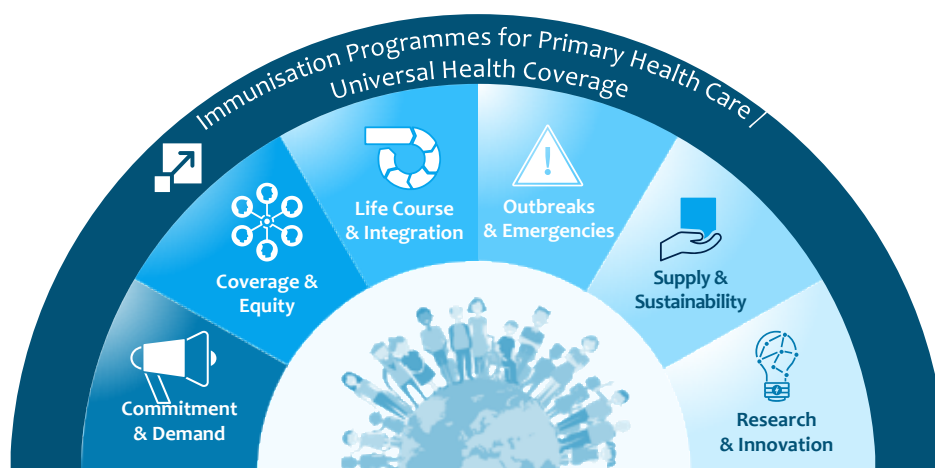 Immunisation Programmes for Primary Health Care /
Universal Health Coverage
Commitment
& Demand
Coverage &
Equity
Life Course
& Integration
Outbreaks
& Emergencies
Supply &
Sustainability
Research
& Innovation